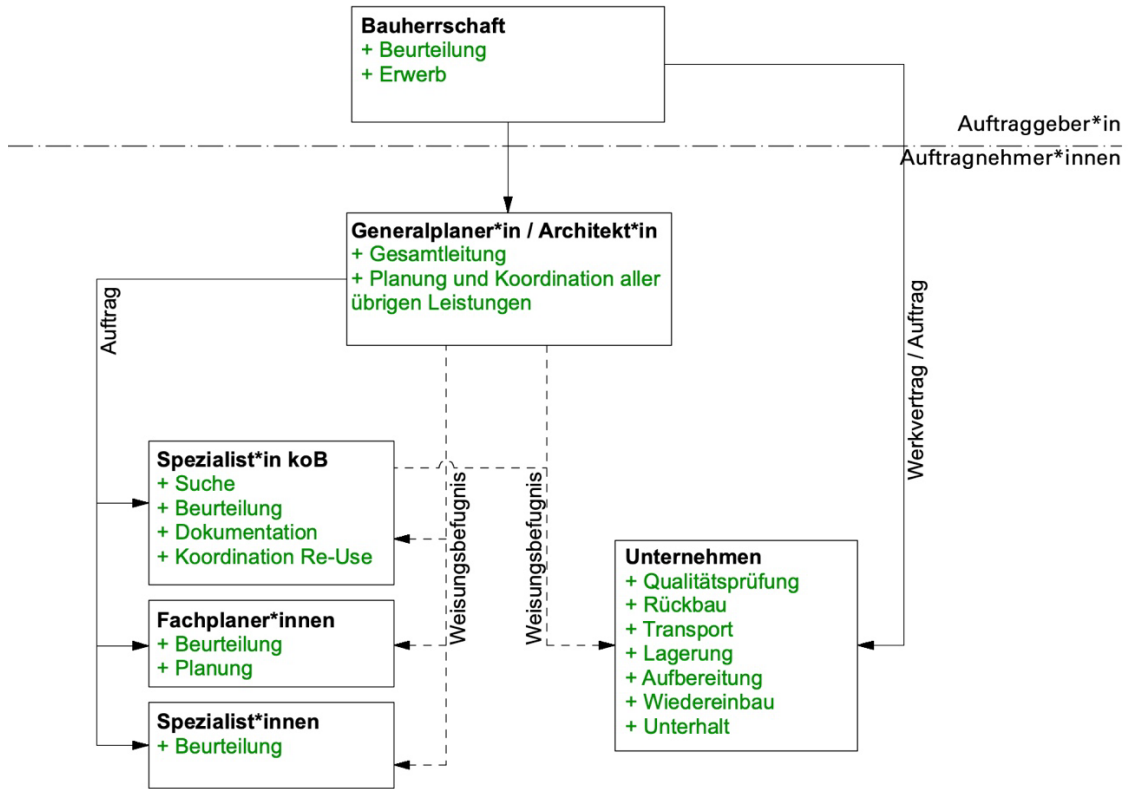 Bauherrschaft
+ Beurteilung
+ Erwerb
Auftraggeber*in
Auftragnehmer*innen
Generalplaner*in / Architekt*in
+ Gesamtleitung
+ Planung und Koordination aller
übrigen Leistungen
Auftrag
Werkvertrag / Auftrag
Spezialist*in koB
+ Suche
+ Beurteilung
+ Dokumentation
+ Koordination Re-Use
Weisungsbefugnis
Weisungsbefugnis
Fachplaner*innen
+ Beurteilung
+ Planung
Spezialist*innen
+ Beurteilung
Unternehmen
+ Qualitätsprüfung
+ Rückbau
+ Transport
+ Lagerung
+ Aufbereitung
+ Wiedereinbau
+ Unterhalt